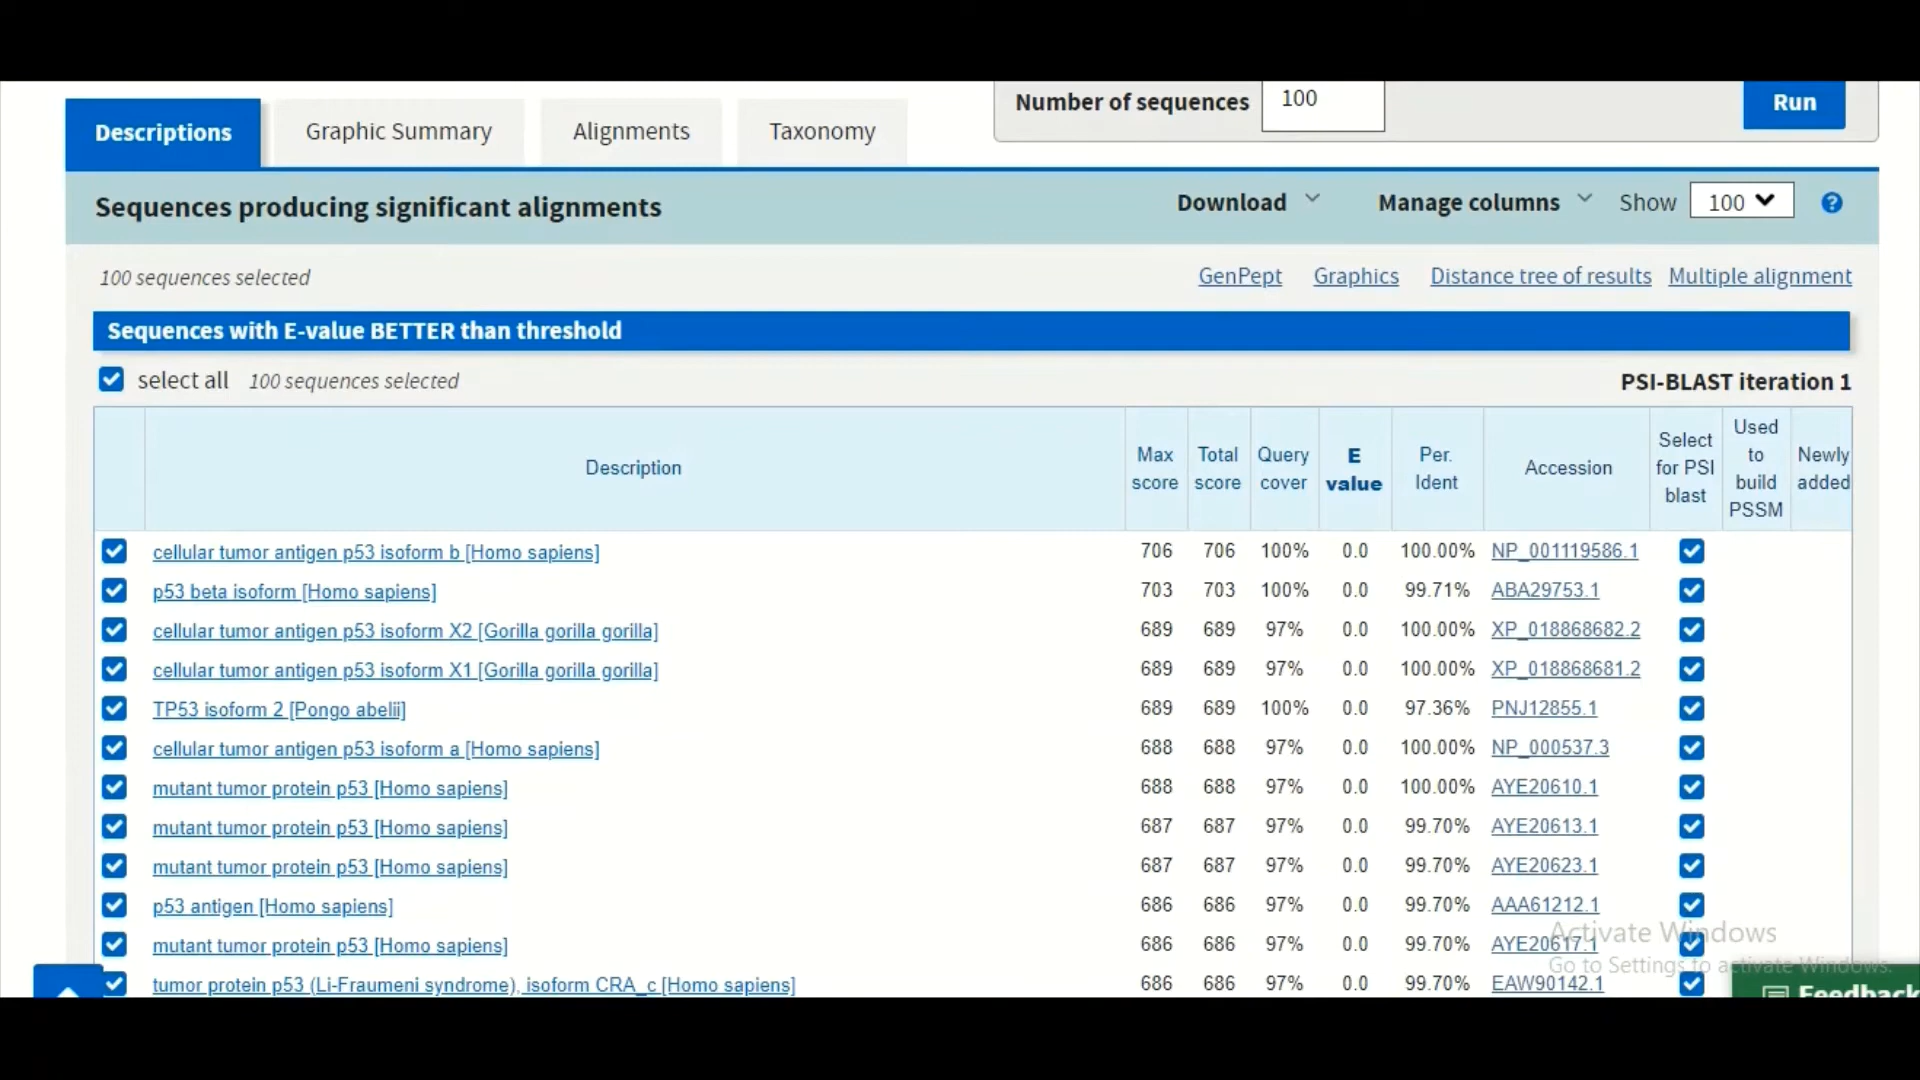 Number of sequences 100 Run
Descriptions Graphic Summary Alignments Taxonomy
Sequences producing significant alignments Download Manage columns Show 100 ?
100 sequences selected GenPept Graphics Distance tree of results Multiple alignment
Sequences with E-value BETTER than threshold
select all 100 sequences selected PSI-BLAST iteration 1
Description Max score Total score Query cover E value Per. Ident Accession Select for PSI blast Used to build PSSM Newly added
cellular tumor antigen p53 isoform b [Homo sapiens] 706 706 100% 0.0 100.00% NP_001119586.1
p53 beta isoform [Homo sapiens] 703 703 100% 0.0 99.71% ABA29753.1
cellular tumor antigen p53 isoform X2 [Gorilla gorilla gorilla] 689 689 97% 0.0 100.00% XP_018868682.2
cellular tumor antigen p53 isoform X1 [Gorilla gorilla gorilla] 689 689 97% 0.0 100.00% XP_018868681.2
TP53 isoform 2 [Pongo abelii] 689 689 100% 0.0 97.36% PNJ12855.1
cellular tumor antigen p53 isoform a [Homo sapiens] 688 688 97% 0.0 100.00% NP_000537.3
mutant tumor protein p53 [Homo sapiens] 688 688 97% 0.0 100.00% AYE20610.1
mutant tumor protein p53 [Homo sapiens] 687 687 97% 0.0 99.70% AYE20613.1
mutant tumor protein p53 [Homo sapiens] 687 687 97% 0.0 99.70% AYE20623.1
p53 antigen [Homo sapiens] 686 686 97% 0.0 99.70% AAA61212.1
mutant tumor protein p53 [Homo sapiens] 686 686 97% 0.0 99.70% AYE20617.1
tumor protein p53 (Li-Fraumeni syndrome), isoform CRA_c [Homo sapiens] 686 686 97% 0.0 99.70% EAW90142.1
Activate Windows
Go to Settings to activate Windows.
Feedback